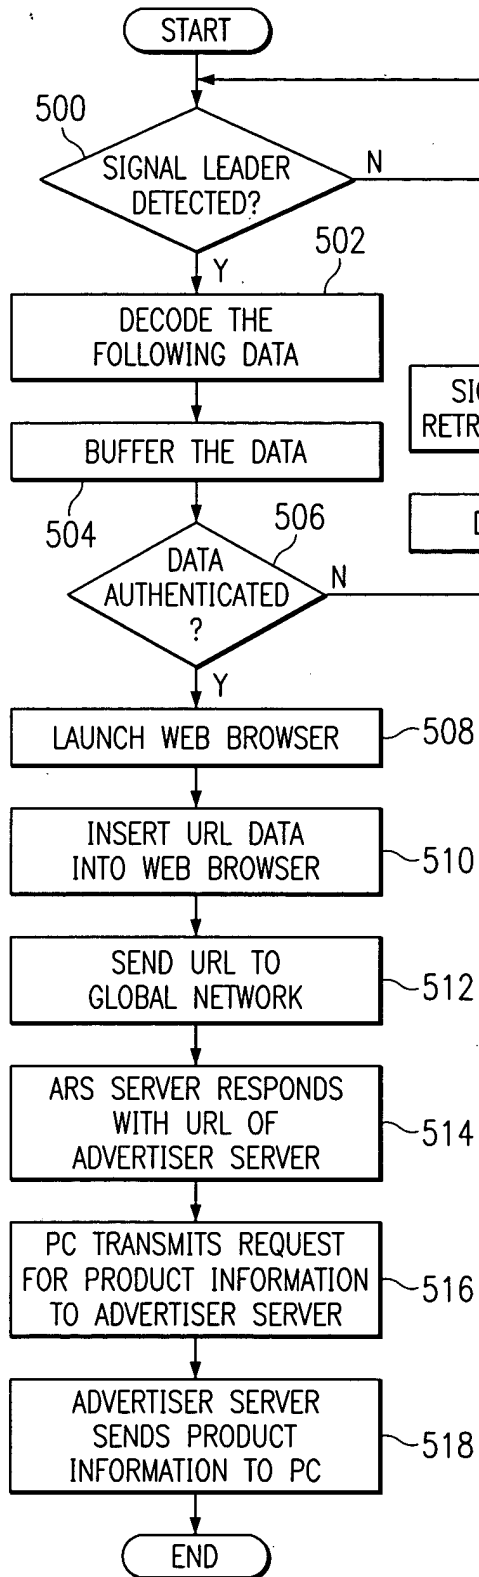 START
500
SIGNAL LEADER
DETECTED?
N
Y
502
DECODE THE
FOLLOWING DATA
BUFFER THE DATA
504
506
DATA
AUTHENTICATED
?
N
Y
LAUNCH WEB BROWSER
508
INSERT URL DATA
INTO WEB BROWSER
510
SEND URL TO
GLOBAL NETWORK
512
ARS SERVER RESPONDS
WITH URL OF
ADVERTISER SERVER
514
PC TRANSMITS REQUEST
FOR PRODUCT INFORMATION
TO ADVERTISER SERVER
516
ADVERTISER SERVER
SENDS PRODUCT
INFORMATION TO PC
518
END